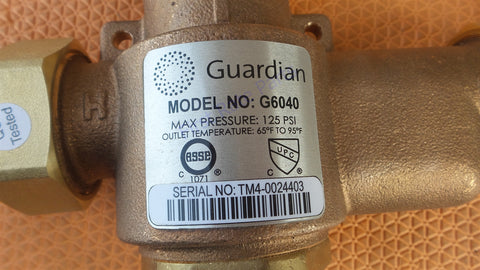 Guardian
MODEL NO: G6040
MAX PRESSURE: 125 PSI
OUTLET TEMPERATURE: 65°F TO 95°F
ASSE
UPC
C 1071 ®
C ®
SERIAL NO: TM4-0024403
H
Tested